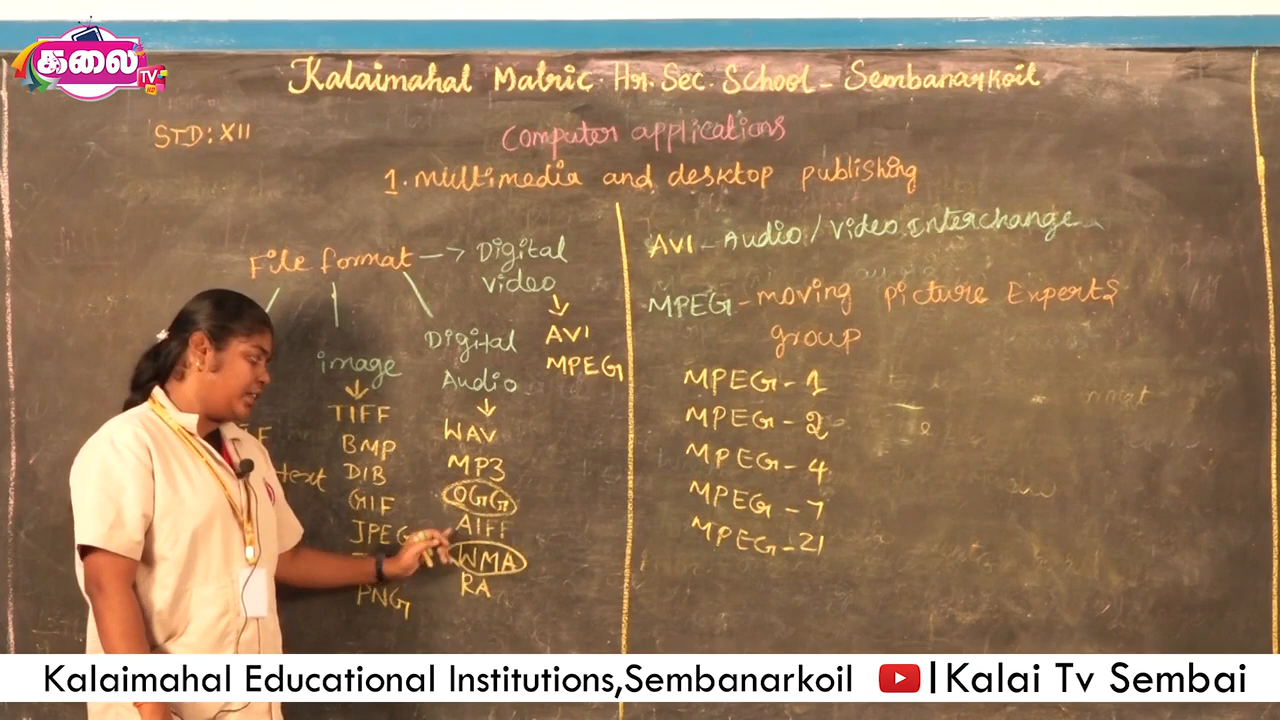 கலை TV HD
Kalaimahal Matric. Hr. Sec. School - Sembanarkoil
STD: XII
Computer applications
1. Multimedia and desktop publishing
File format → Digital
Video
AVI
MPEG
image
TIFF
BMP
DIB
GIF
JPEG
PNG
text
Digital
Audio
WAV
MP3
OGG
AIFF
WMA
RA
AVI - Audio / Video Interchange
MPEG - moving picture Experts
group
MPEG - 1
MPEG - 2
MPEG - 4
MPEG - 7
MPEG - 21
Kalaimahal Educational Institutions,Sembanarkoil |Kalai Tv Sembai